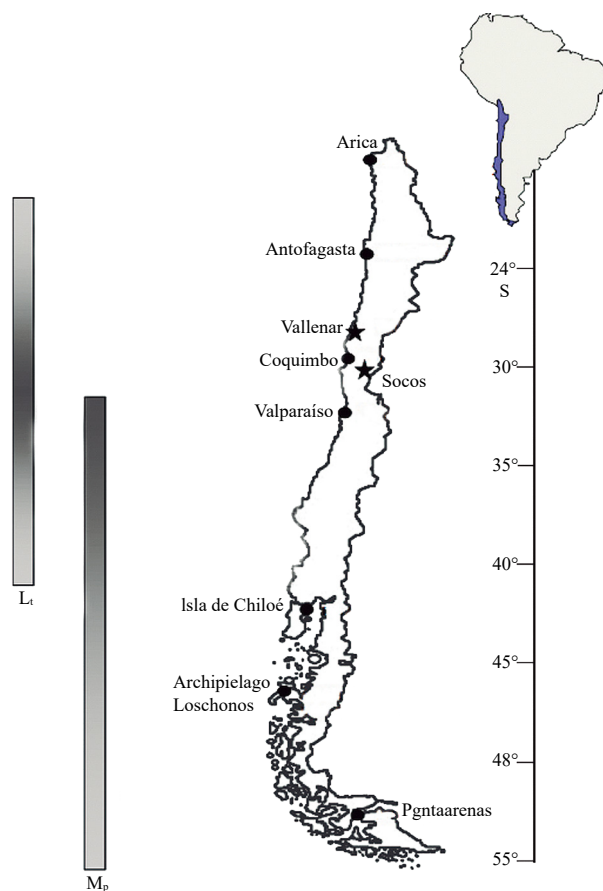 Arica
Antofagasta
24°
S
Vallenar
Coquimbo
30°
Socos
Valparaíso
35°
40°
Lt
lsla de Chiloé
45°
Archipielago
Loschonos
48°
Pgntaarenas
55°
Mp